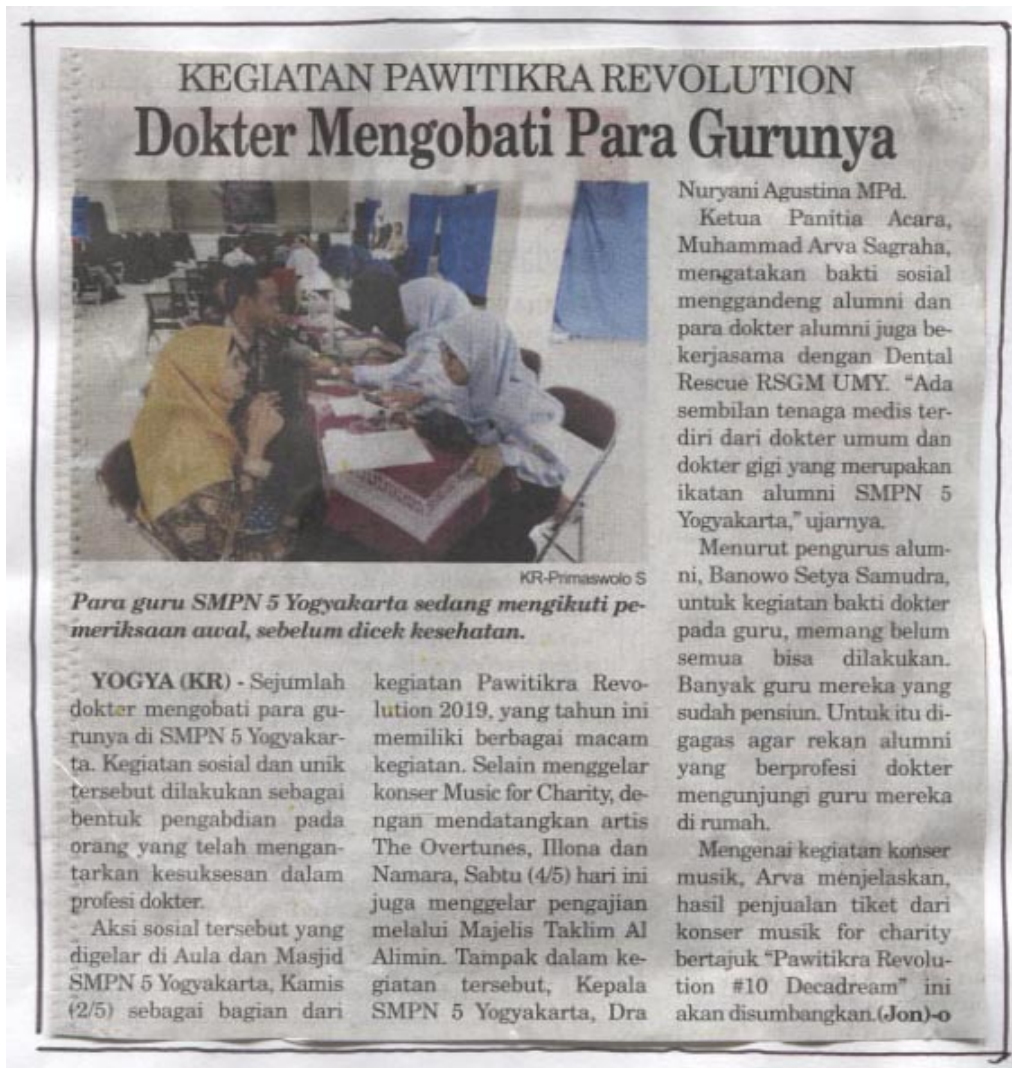 KEGIATAN PAWITIKRA REVOLUTION
Dokter Mengobati Para Gurunya
KR-Primaswolo S
Para guru SMPN 5 Yogyakarta sedang mengikuti pe-
meriksaan awal, sebelum dicek kesehatan.
YOGYA (KR) - Sejumlah
dokter mengobati para gu-
runya di SMPN 5 Yogyakar-
ta. Kegiatan sosial dan unik
tersebut dilakukan sebagai
bentuk pengabdian pada
orang yang telah mengan-
tarkan kesuksesan dalam
profesi dokter.
Aksi sosial tersebut yang
digelar di Aula dan Masjid
SMPN 5 Yogyakarta, Kamis
(2/5) sebagai bagian dari
kegiatan Pawitikra Revo-
lution 2019, yang tahun ini
memiliki berbagai macam
kegiatan. Selain menggelar
konser Music for Charity, de-
ngan mendatangkan artis
The Overtunes, Illona dan
Namara, Sabtu (4/5) hari ini
juga menggelar pengajian
melalui Majelis Taklim Al
Alimin. Tampak dalam ke-
giatan tersebut, Kepala
SMPN 5 Yogyakarta, Dra
Nuryani Agustina MPd.
Ketua Panitia Acara,
Muhammad Arva Sagraha,
mengatakan bakti sosial
menggandeng alumni dan
para dokter alumni juga be-
kerjasama dengan Dental
Rescue RSGM UMY. "Ada
sembilan tenaga medis ter-
diri dari dokter umum dan
dokter gigi yang merupakan
ikatan alumni SMPN 5
Yogyakarta," ujarnya.
Menurut pengurus alum-
ni, Banowo Setya Samudra,
untuk kegiatan bakti dokter
pada guru, memang belum
semua bisa dilakukan.
Banyak guru mereka yang
sudah pensiun. Untuk itu di-
gagas agar rekan alumni
yang berprofesi dokter
mengunjungi guru mereka
di rumah.
Mengenai kegiatan konser
musik, Arva menjelaskan,
hasil penjualan tiket dari
konser musik for charity
bertajuk "Pawitikra Revolu-
tion #10 Decadream" ini
akan disumbangkan.(Jon)-o